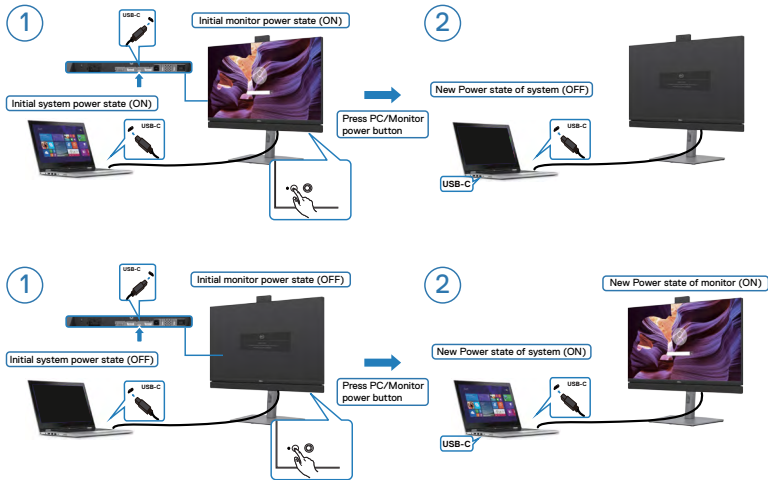 1
USB-C
Initial monitor power state (ON)
Initial system power state (ON)
USB-C
Press PC/Monitor
power button
2
New Power state of system (OFF)
USB-C
USB-C
1
USB-C
Initial monitor power state (OFF)
Initial system power state (OFF)
USB-C
Press PC/Monitor
power button
2
New Power state of monitor (ON)
New Power state of system (ON)
USB-C
USB-C